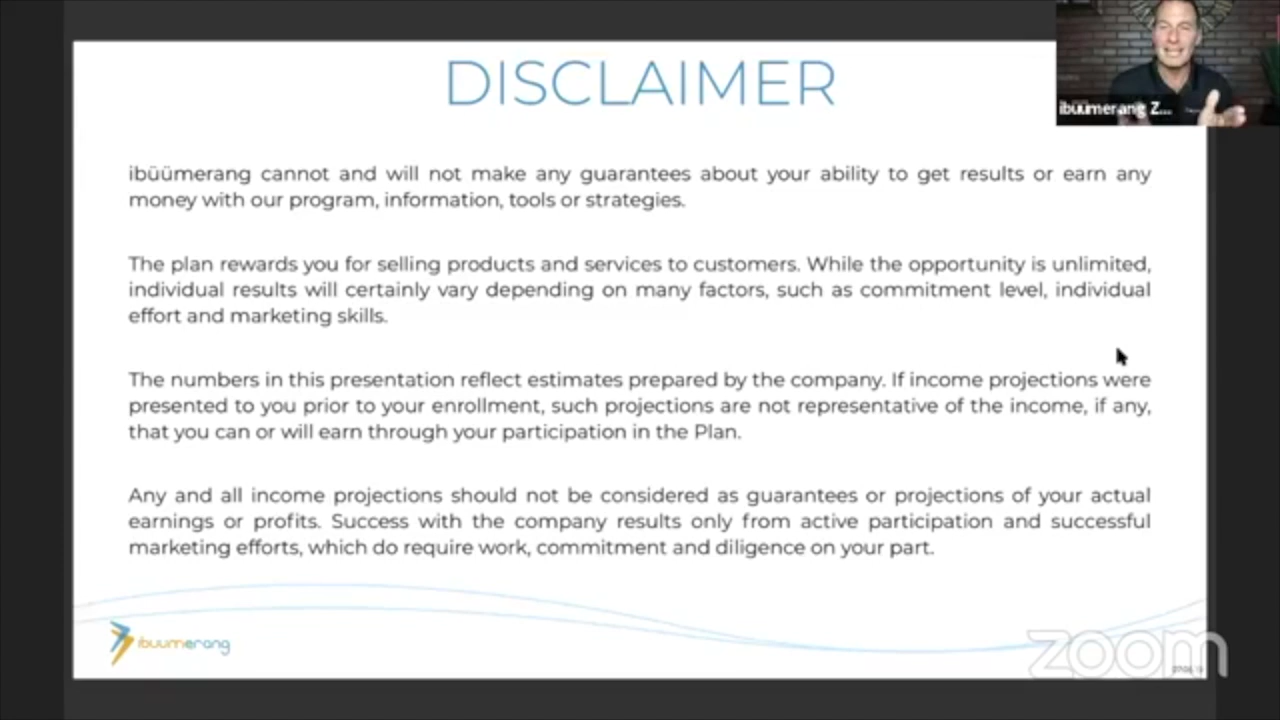 DISCLAIMER
ibuumerang Z...
ibüümerang cannot and will not make any guarantees about your ability to get results or earn any
money with our program, information, tools or strategies.
The plan rewards you for selling products and services to customers. While the opportunity is unlimited,
individual results will certainly vary depending on many factors, such as commitment level, individual
effort and marketing skills.
The numbers in this presentation reflect estimates prepared by the company. If income projections were
presented to you prior to your enrollment, such projections are not representative of the income, if any,
that you can or will earn through your participation in the Plan.
Any and all income projections should not be considered as guarantees or projections of your actual
earnings or profits. Success with the company results only from active participation and successful
marketing efforts, which do require work, commitment and diligence on your part.
ibuumerang
zoom